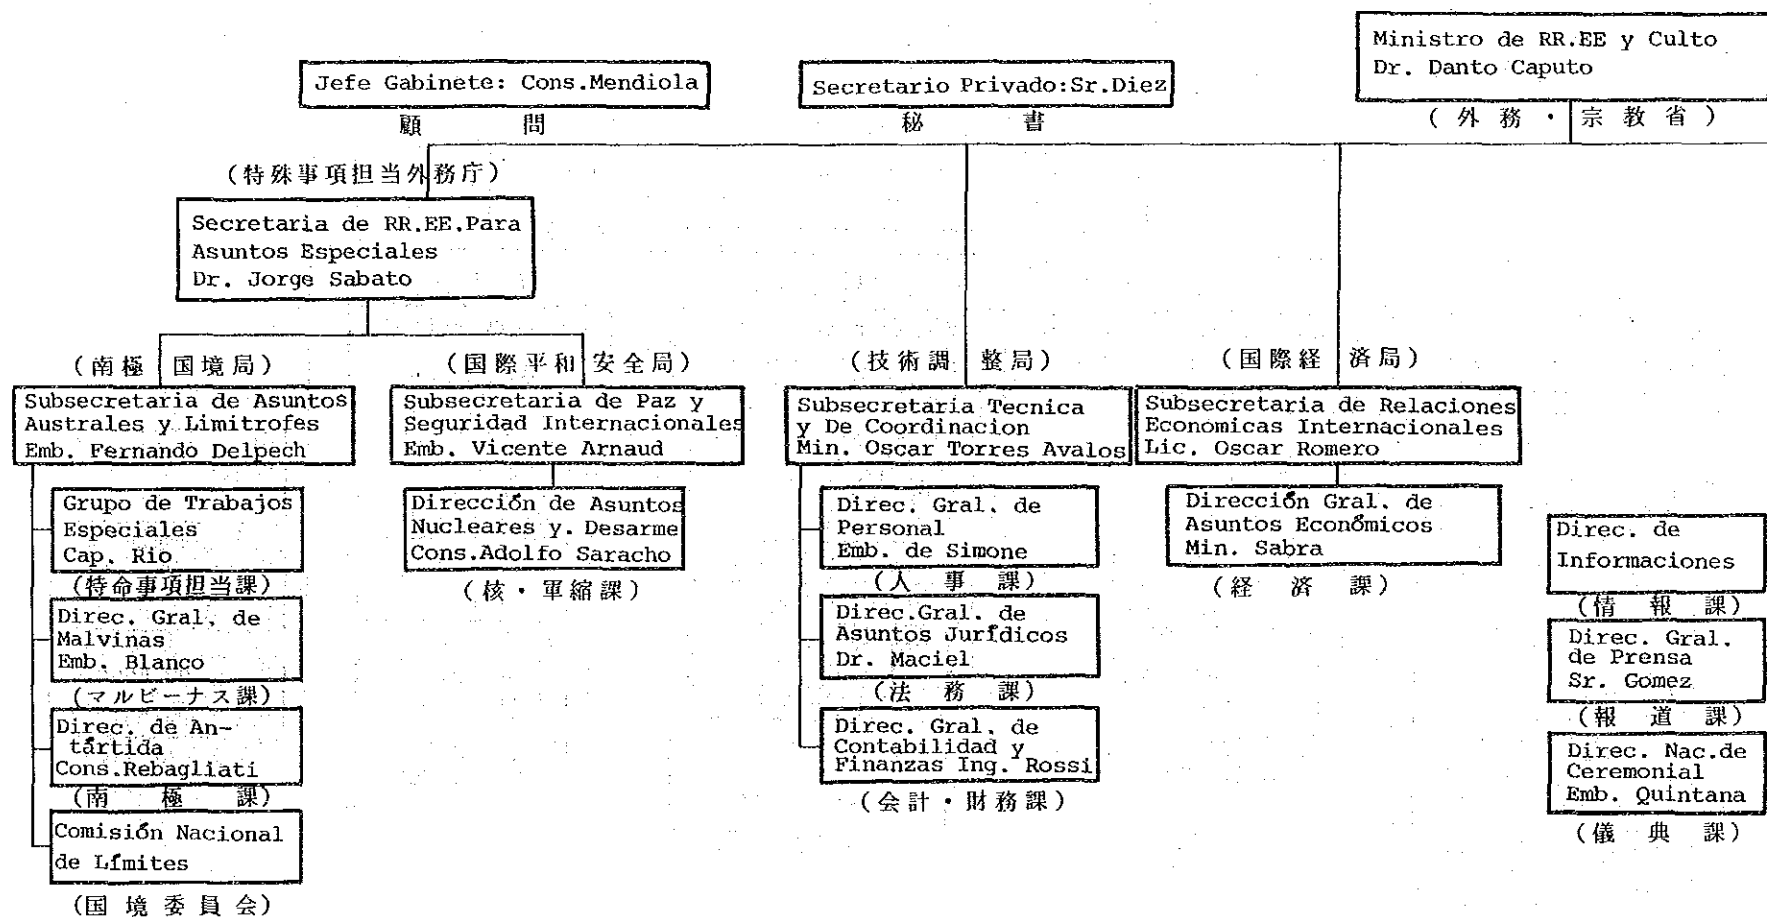 Ministro de RR.EE y Culto
Dr. Danto Caputo
(外務・宗教省)
Jefe Gabinete: Cons.Mendiola
顧問
Secretario Privado:Sr.Diez
秘書
(特殊事項担当外務庁)
Secretaria de RR.EE.Para
Asuntos Especiales
Dr. Jorge Sabato
(南極国境局)
Subsecretaria de Asuntos
Australes y Limitrofes
Emb. Fernando Delpech
Grupo de Trabajos
Especiales
Cap. Rio
(特命事項担当課)
Direc. Gral. de
Malvinas
Emb. Blanco
(マルビーナス課)
Direc. de An-
tártida
Cons.Rebagliati
(南極課)
Comisión Nacional
de Límites
(国境委員会)
(国際平和安全局)
Subsecretaria de Paz y
Seguridad Internacionales
Emb. Vicente Arnaud
Dirección de Asuntos
Nucleares y. Desarme
Cons.Adolfo Saracho
(核・軍縮課)
(技術調整局)
Subsecretaria Tecnica
y De Coordinacion
Min. Oscar Torres Avalos
Direc. Gral. de
Personal
Emb. de Simone
(人事課)
Direc.Gral. de
Asuntos Jurídicos
Dr. Maciel
(法務課)
Direc. Gral. de
Contabilidad y
Finanzas Ing. Rossi
(会計・財務課)
(国際経済局)
Subsecretaria de Relaciones
Economicas Internacionales
Lic. Oscar Romero
Dirección Gral. de
Asuntos Económicos
Min. Sabra
(経済課)
Direc. de
Informaciones
(情報課)
Direc. Gral.
de Prensa
Sr. Gomez
(報道課)
Direc. Nac.de
Ceremonial
Emb. Quintana
(儀典課)